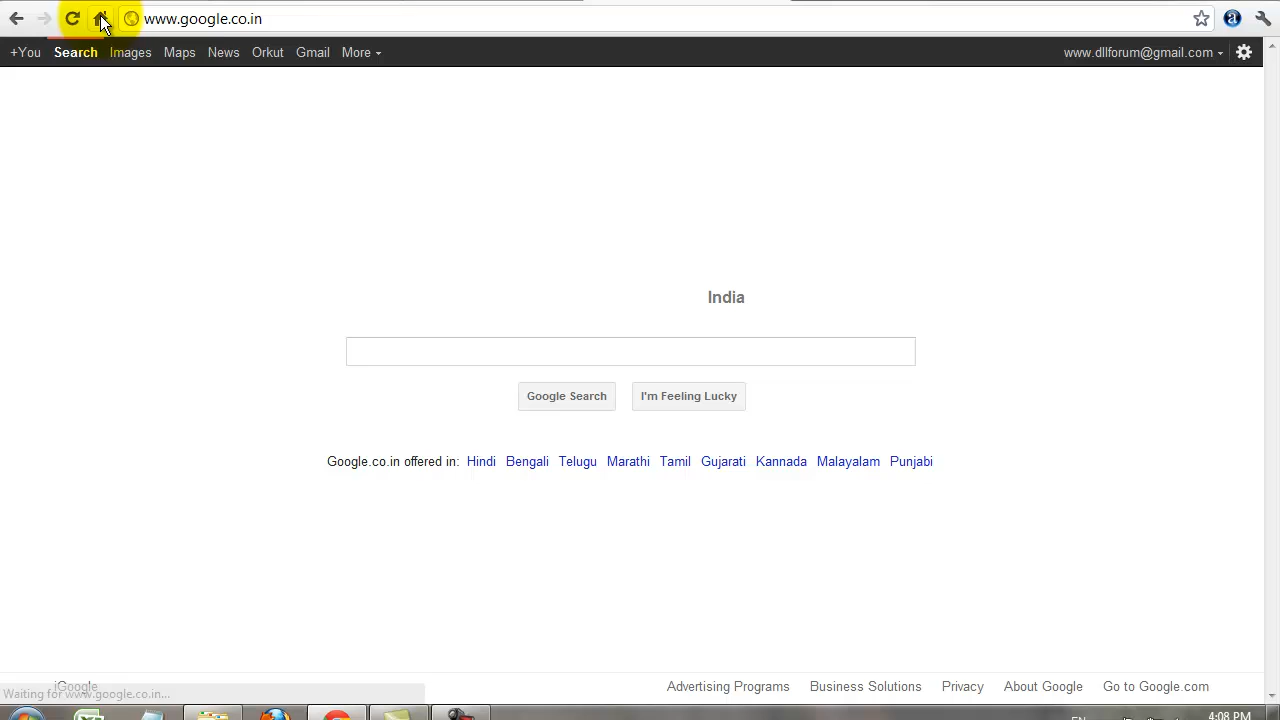 www.google.co.in
+You Search Images Maps News Orkut Gmail More www.dllforum@gmail.com
India
Google Search I'm Feeling Lucky
Google.co.in offered in: Hindi Bengali Telugu Marathi Tamil Gujarati Kannada Malayalam Punjabi
iGoogle Advertising Programs Business Solutions Privacy About Google Go to Google.com
Waiting for www.google.co.in...
EN 4:08 PM